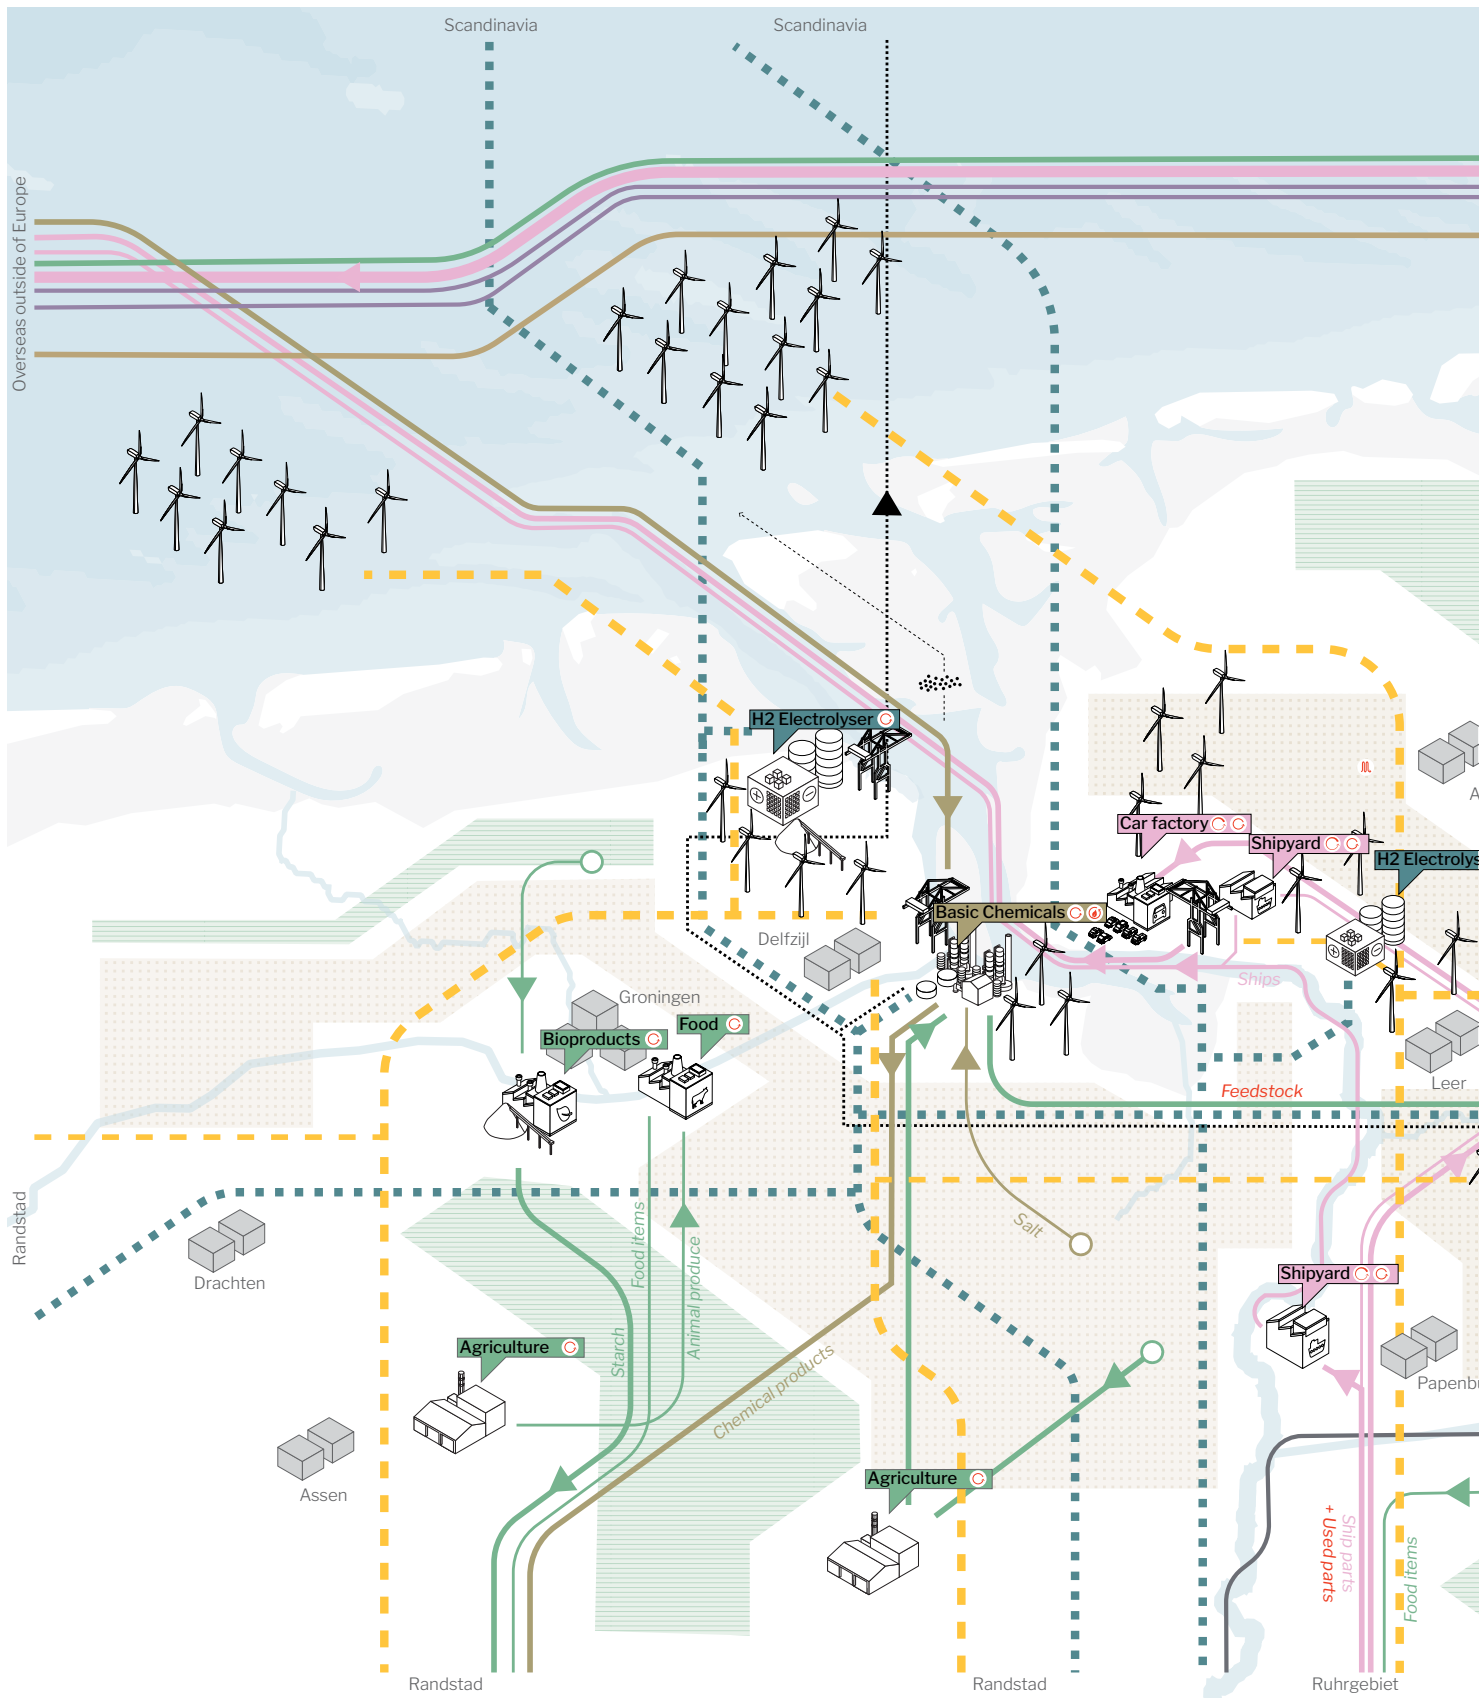 Scandinavia
Scandinavia
Overseas outside of Europe
H2 Electrolyser
A
Car factory
Shipyard
H2 Electrolys
Basic Chemicals
Delfzijl
Ships
Groningen
Food
Bioproducts
Leer
Feedstock
Randstad
Salt
Food items
Animal produce
Drachten
Shipyard
Starch
Agriculture
Chemical products
Papenbu
Agriculture
Assen
Ship parts
+ Used parts
Food items
Randstad
Randstad
Ruhrgebiet